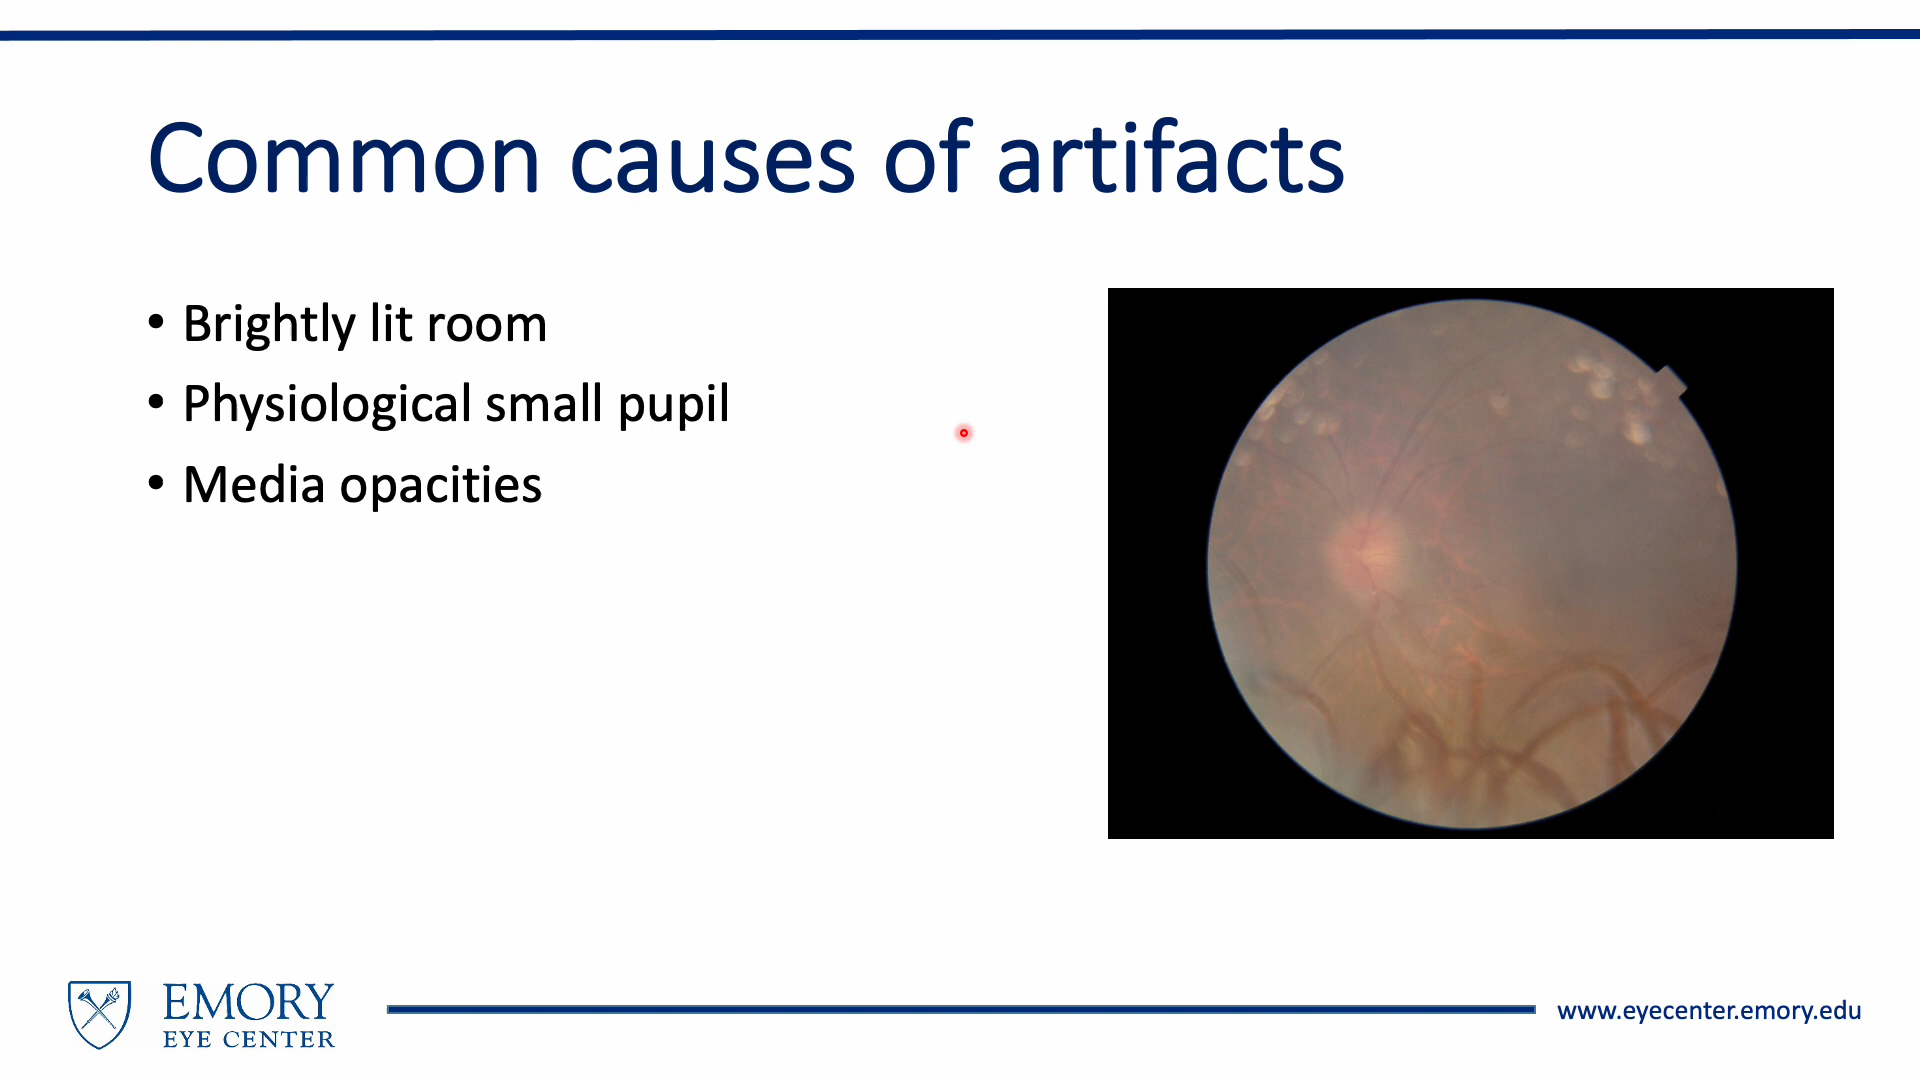 Common causes of artifacts
• Brightly lit room
• Physiological small pupil
• Media opacities
EMORY
EYE CENTER
www.eyecenter.emory.edu